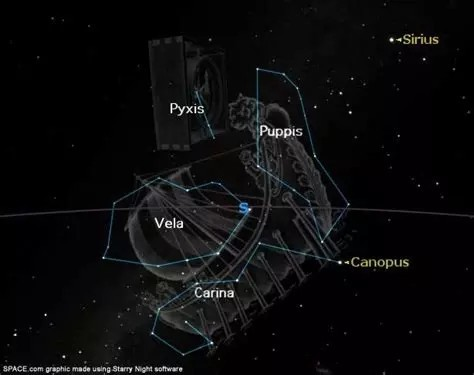 Sirius
Pyxis
Puppis
S
Vela
Canopus
Carina
SPACE.com graphic made using Starry Night software